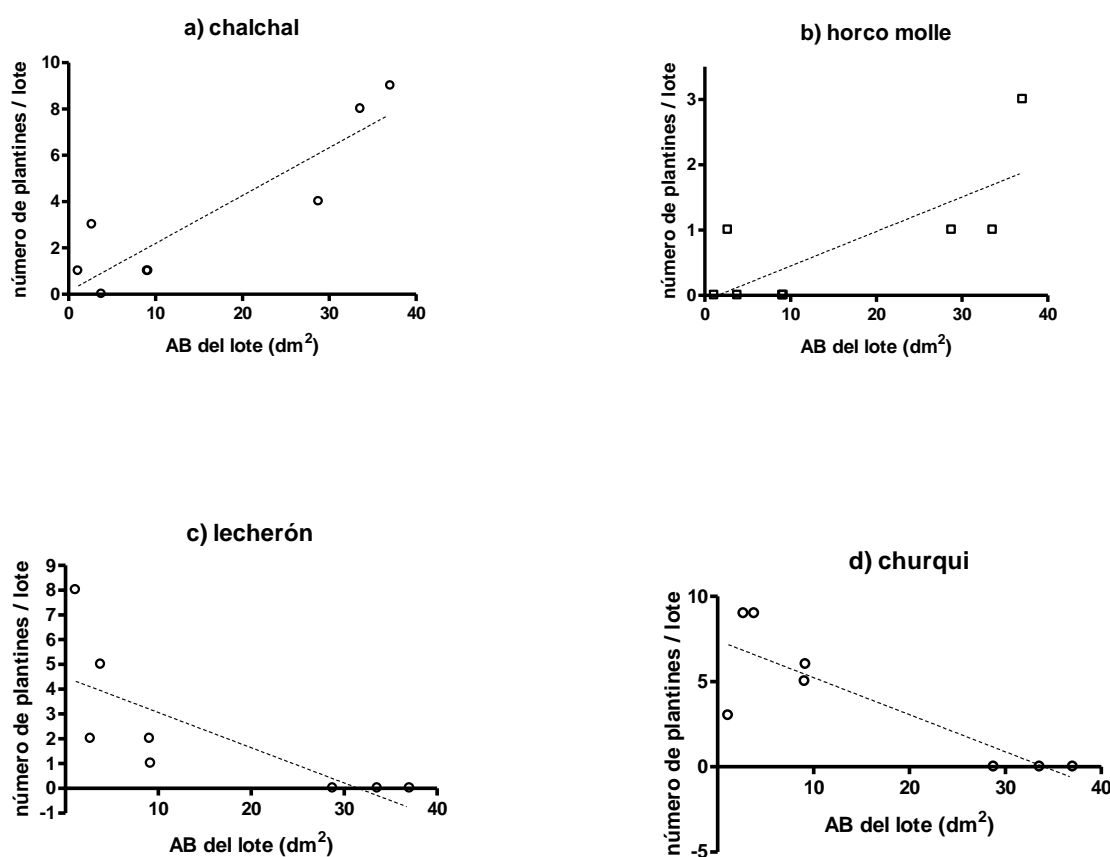 a) chalchal
número de plantines / lote
10
8
6
4
2
0
0 10 20 30 40
AB del lote (dm²)
b) horco molle
número de plantines / lote
3
2
1
0
0 10 20 30 40
AB del lote (dm²)
c) lecherón
número de plantines / lote
9
8
7
6
5
4
3
2
1
0
-1
10 20 30 40
AB del lote (dm²)
d) churqui
número de plantines / lote
10
5
0
-5
10 20 30 40
AB del lote (dm²)